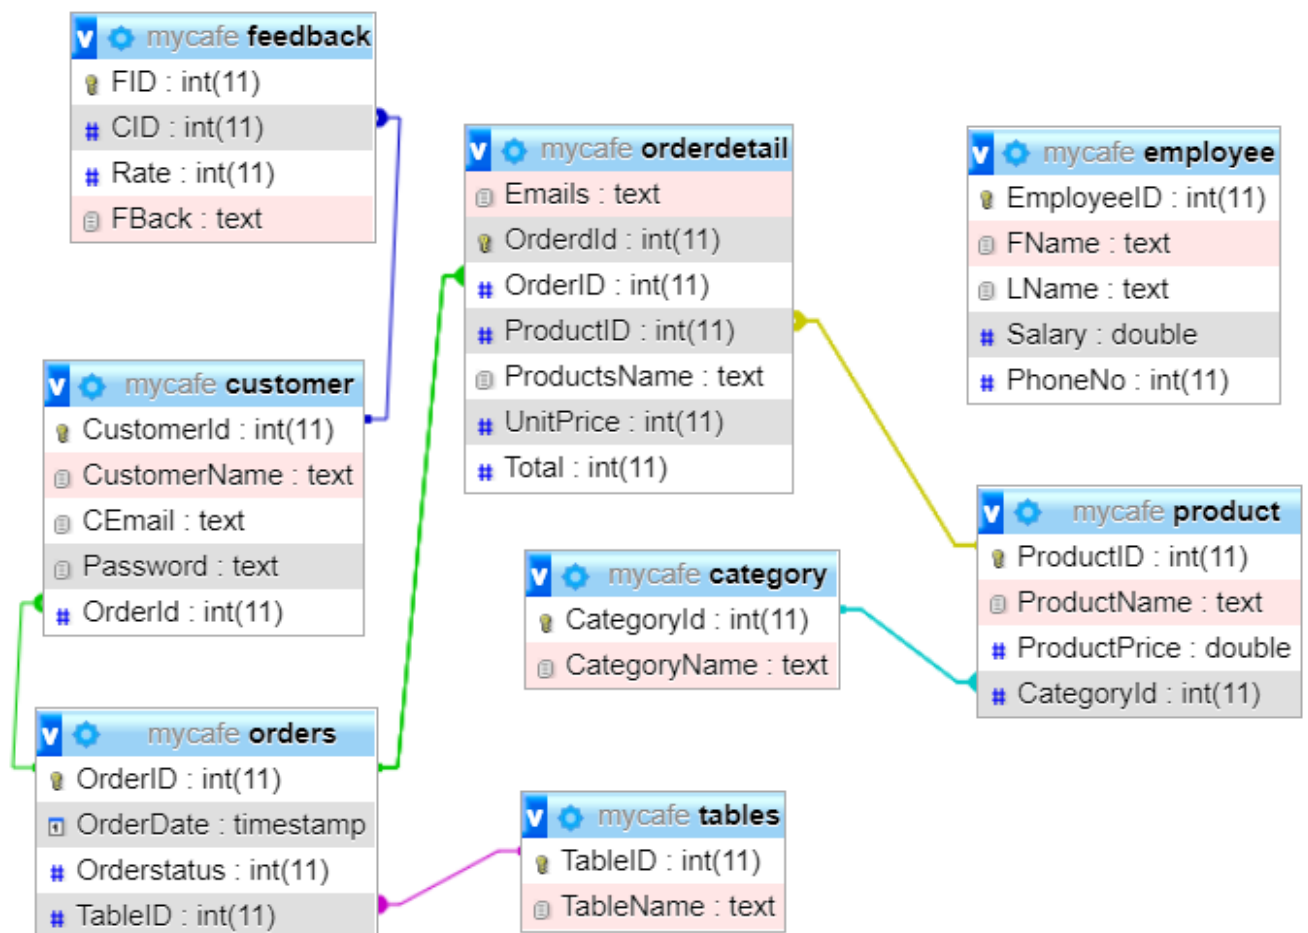 mycafe feedback
FID : int(11)
CID : int(11)
Rate : int(11)
FBack : text
mycafe orderdetail
Emails : text
OrderdId : int(11)
OrderID : int(11)
ProductID : int(11)
ProductsName : text
UnitPrice : int(11)
Total : int(11)
mycafe employee
EmployeeID : int(11)
FName : text
LName : text
Salary : double
PhoneNo : int(11)
mycafe customer
CustomerId : int(11)
CustomerName : text
CEmail : text
Password : text
OrderId : int(11)
mycafe category
CategoryId : int(11)
CategoryName : text
mycafe product
ProductID : int(11)
ProductName : text
ProductPrice : double
CategoryId : int(11)
mycafe orders
OrderID : int(11)
OrderDate : timestamp
Orderstatus : int(11)
TableID : int(11)
mycafe tables
TableID : int(11)
TableName : text